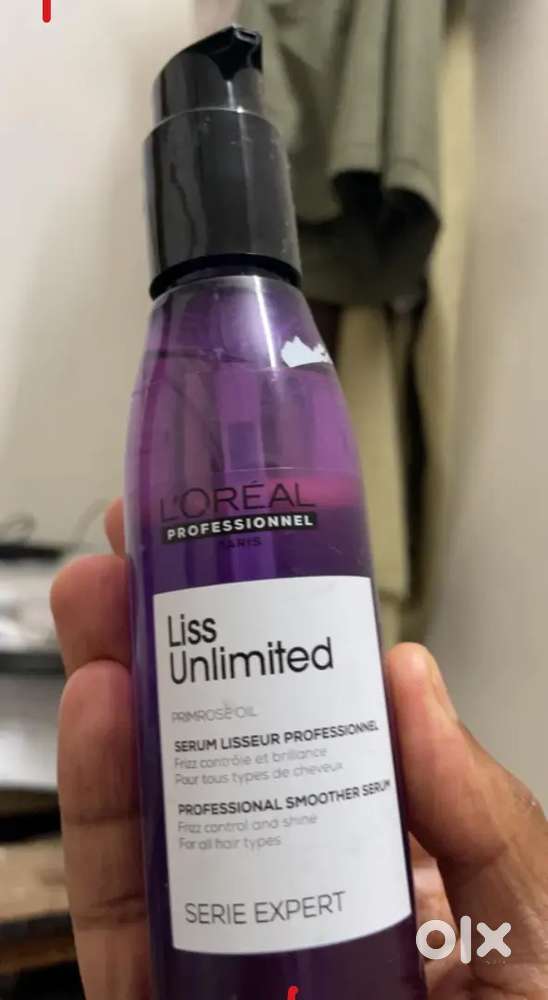 L'ORÉAL
PROFESSIONNEL
PARIS
Liss
Unlimited
PRIMROSE OIL
SERUM LISSEUR PROFESSIONNEL
Frizz contrôle et brillance
Pour tous types de cheveux
PROFESSIONAL SMOOTHER SERUM
Frizz control and shine
For all hair types
SERIE EXPERT
olx